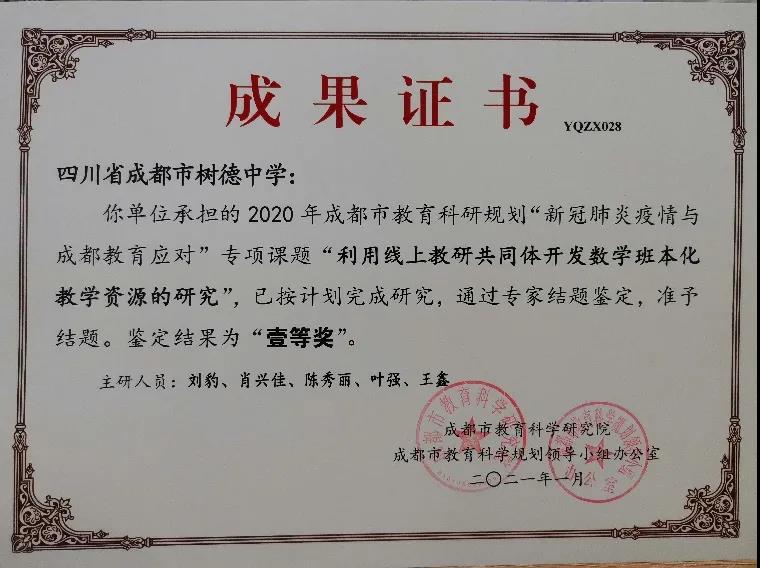 成果证书
YQZX028
四川省成都市树德中学：
你单位承担的2020年成都市教育科研规划“新冠肺炎疫情与
成都教育应对”专项课题“利用线上教研共同体开发数学班本化
教学资源的研究”，已按计划完成研究，通过专家结题鉴定，准予
结题。鉴定结果为“壹等奖”。
主研人员：刘豹、肖兴佳、陈秀丽、叶强、王鑫
成都市教育科学研究院
成都市教育科学规划领导小组办公室
二〇二一年一月